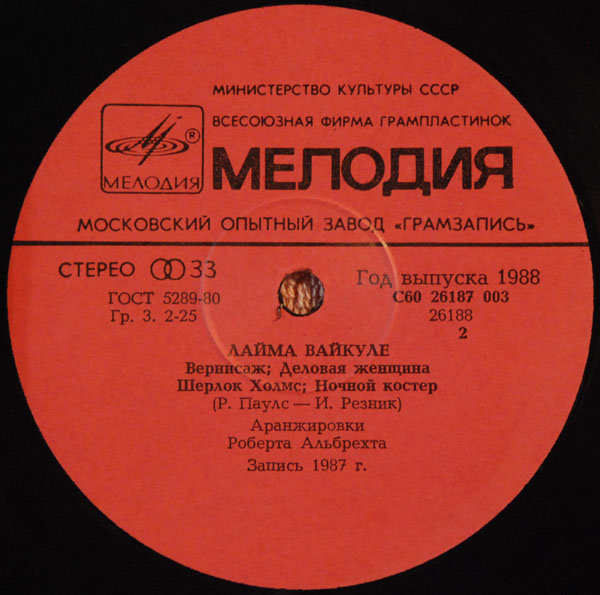 МИНИСТЕРСТВО КУЛЬТУРЫ СССР
ВСЕСОЮЗНАЯ ФИРМА ГРАМПЛАСТИНОК
®
МЕЛОДИЯ
МЕЛОДИЯ
МОСКОВСКИЙ ОПЫТНЫЙ ЗАВОД «ГРАМЗАПИСЬ»
СТЕРЕО 33
Год выпуска 1988
ГОСТ 5289-80
С60 26187 003
Гр. 3. 2-25
26188
2
ЛАЙМА ВАЙКУЛЕ
Вернисаж; Деловая женщина
Шерлок Холмс; Ночной костер
(Р. Паулс — И. Резник)
Аранжировки
Роберта Альбрехта
Запись 1987 г.